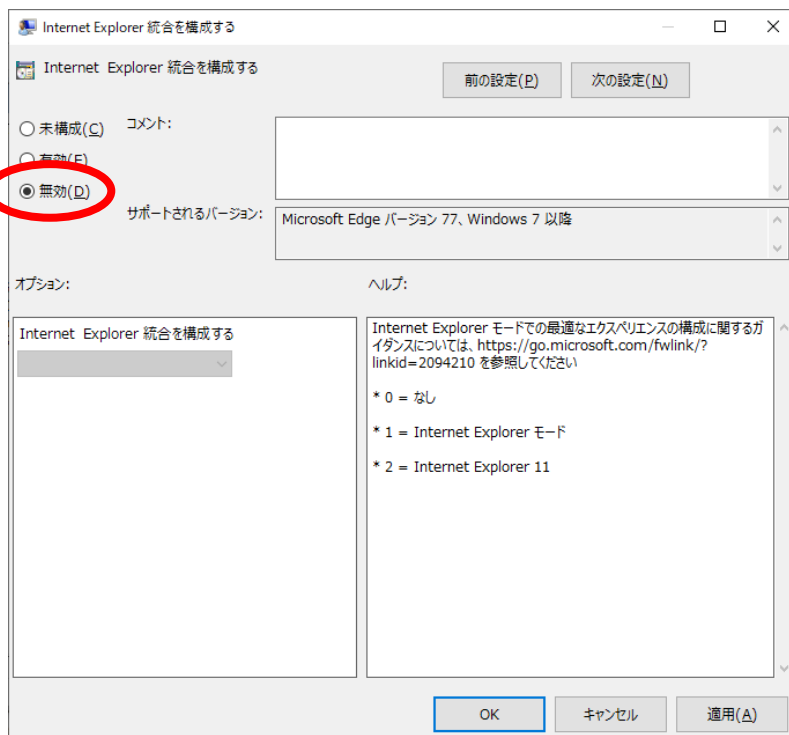 Internet Explorer 統合を構成する
Internet Explorer 統合を構成する
前の設定(P)
次の設定(N)
未構成(C)
コメント:
有効(E)
無効(D)
サポートされるバージョン:
Microsoft Edge バージョン 77、Windows 7 以降
オプション:
ヘルプ:
Internet Explorer 統合を構成する
Internet Explorer モードでの最適なエクスペリエンスの構成に関するガ
イダンスについては、https://go.microsoft.com/fwlink/?
linkid=2094210 を参照してください
* 0 = なし
* 1 = Internet Explorer モード
* 2 = Internet Explorer 11
OK
キャンセル
適用(A)